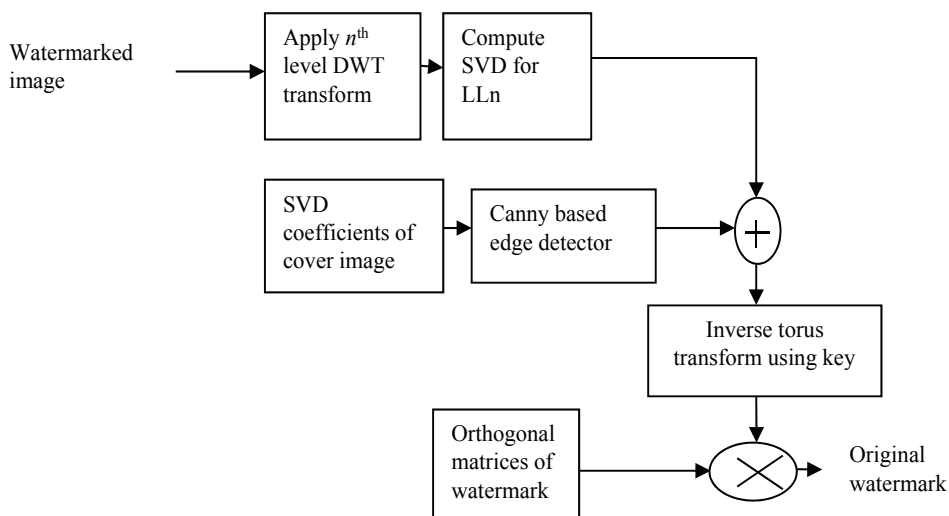 Watermarked
image
Apply nth
level DWT
transform
Compute
SVD for
LLn
SVD
coefficients of
cover image
Canny based
edge detector
+
Inverse torus
transform using key
Orthogonal
matrices of
watermark
Original
watermark